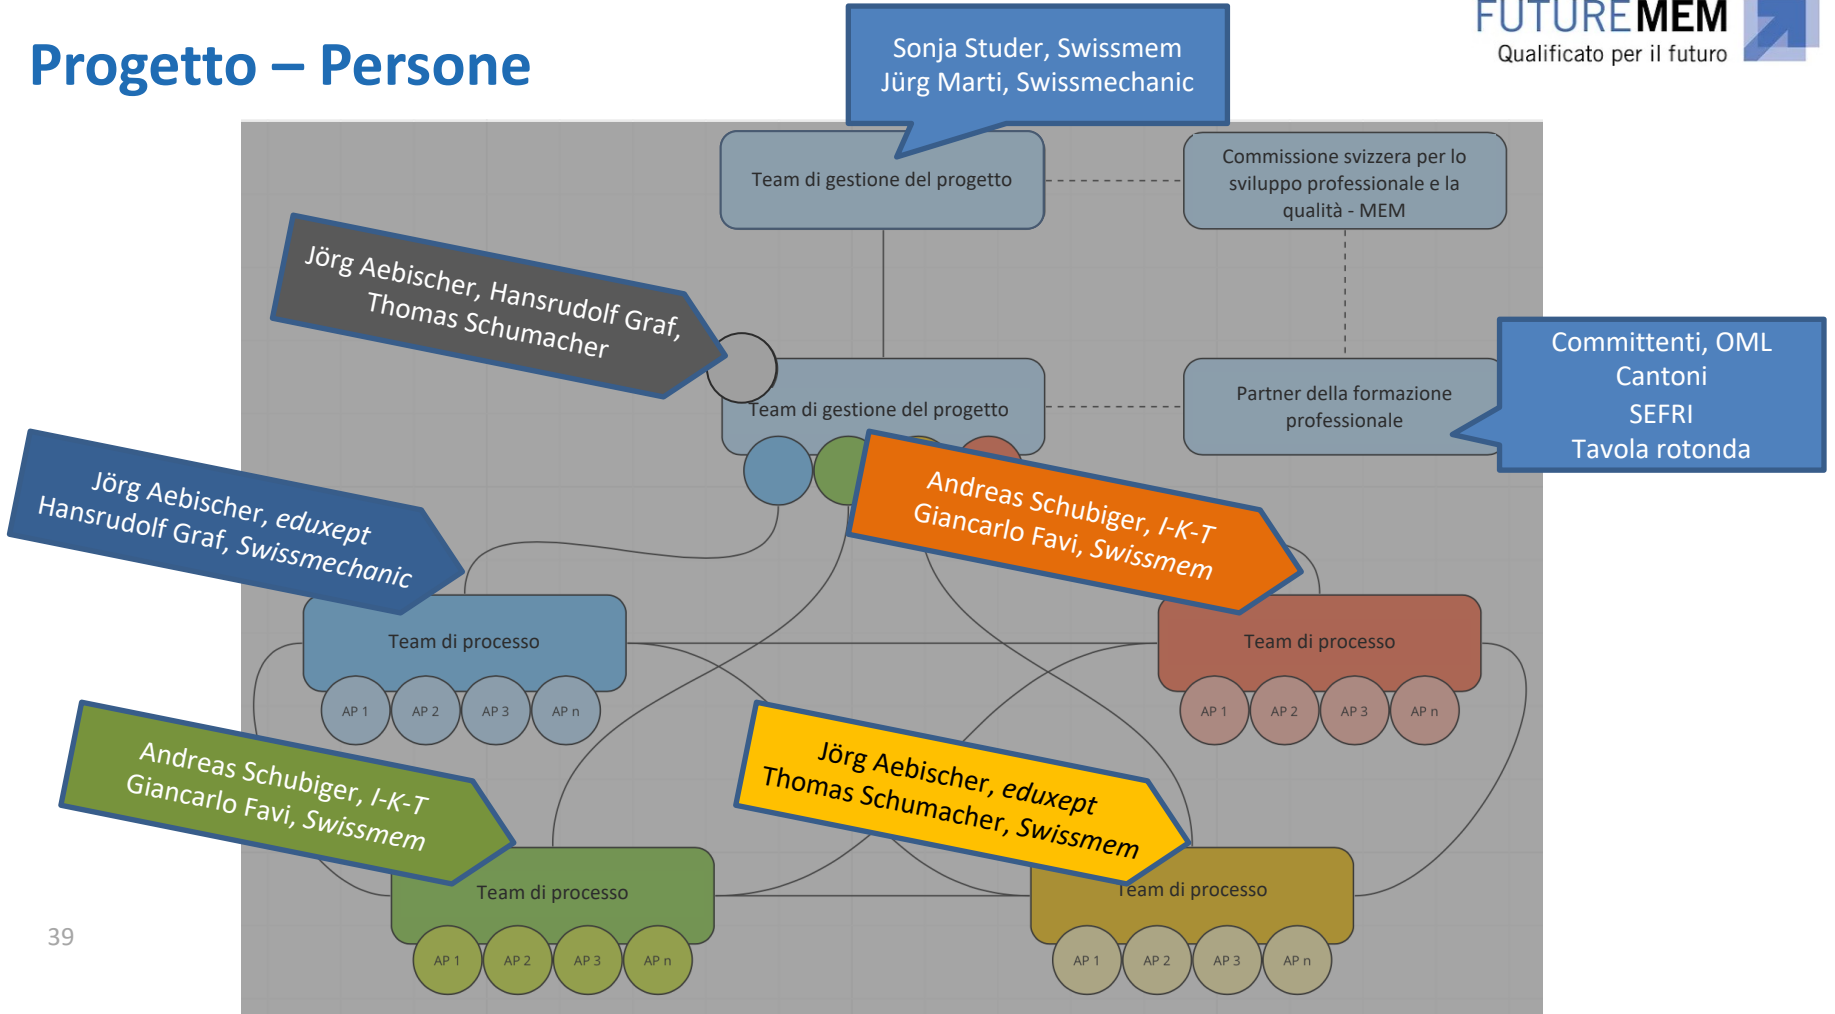 FUTUREMEM
Qualificato per il futuro
Progetto – Persone
Sonja Studer, Swissmem
Jürg Marti, Swissmechanic
Team di gestione del progetto
Commissione svizzera per lo
sviluppo professionale e la
qualità - MEM
Jörg Aebischer, Hansrudolf Graf,
Thomas Schumacher
Team di gestione del progetto
Partner della formazione
professionale
Committenti, OML
Cantoni
SEFRI
Tavola rotonda
Jörg Aebischer, eduxept
Hansrudolf Graf, Swissmechanic
Andreas Schubiger, I-K-T
Giancarlo Favi, Swissmem
Team di processo
AP 1
AP 2
AP 3
AP n
Team di processo
AP 1
AP 2
AP 3
AP n
Andreas Schubiger, I-K-T
Giancarlo Favi, Swissmem
Jörg Aebischer, eduxept
Thomas Schumacher, Swissmem
Team di processo
AP 1
AP 2
AP 3
AP n
Team di processo
AP 1
AP 2
AP 3
AP n
39